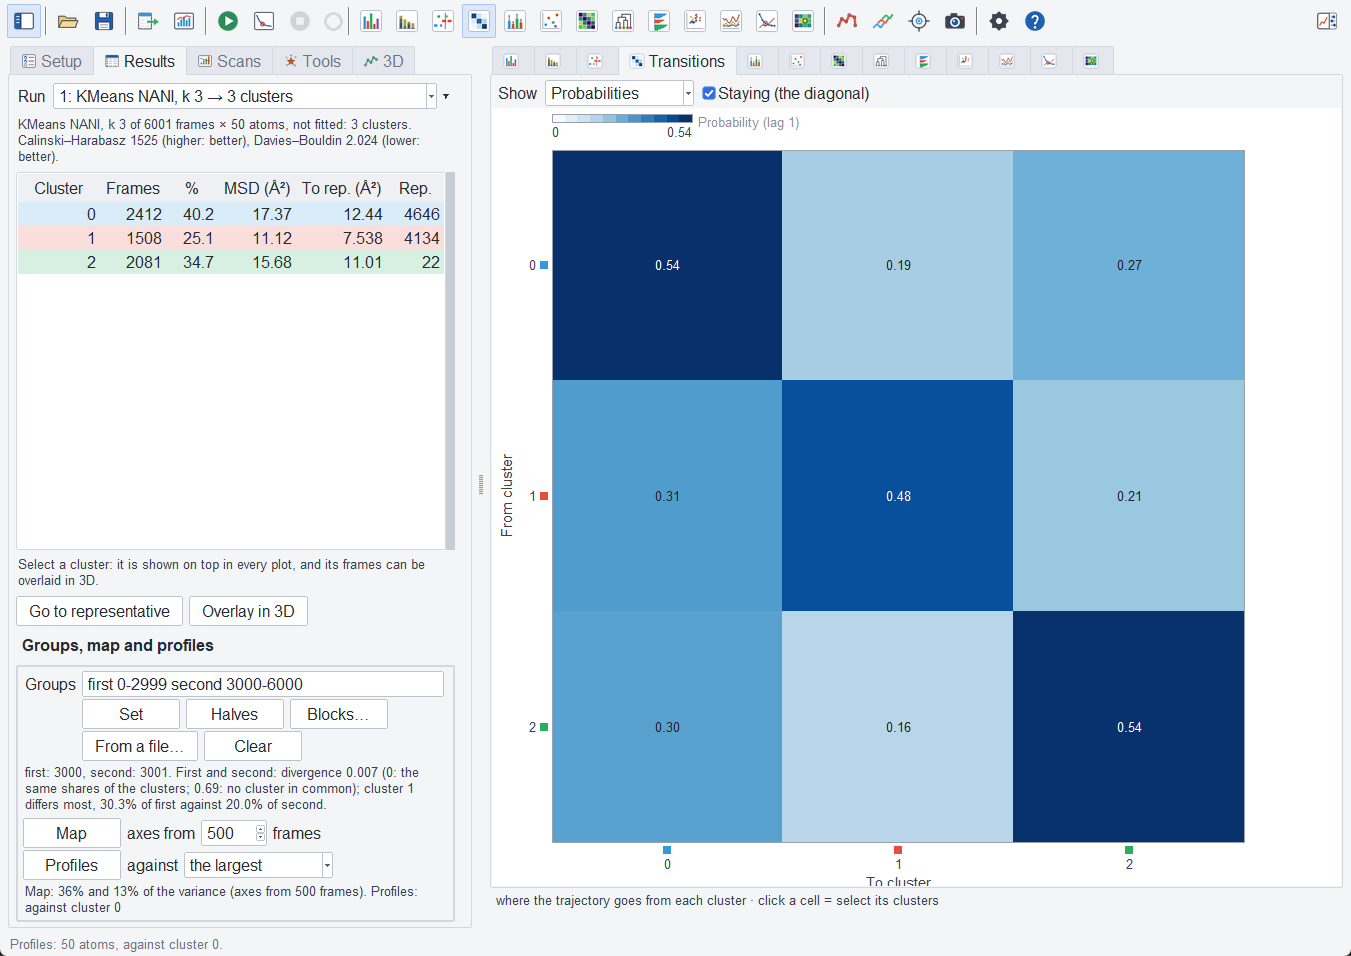 Setup
Results
Scans
Tools
3D
Transitions
Run 1: KMeans NANI, k 3 → 3 clusters
KMeans NANI, k 3 of 6001 frames × 50 atoms, not fitted: 3 clusters.
Calinski–Harabasz 1525 (higher: better), Davies–Bouldin 2.024 (lower:
better).
Cluster Frames % MSD (Å²) To rep. (Å²) Rep.
0 2412 40.2 17.37 12.44 4646
1 1508 25.1 11.12 7.538 4134
2 2081 34.7 15.68 11.01 22
Select a cluster: it is shown on top in every plot, and its frames can be
overlaid in 3D.
Go to representative
Overlay in 3D
Groups, map and profiles
Groups first 0-2999 second 3000-6000
Set
Halves
Blocks...
From a file...
Clear
first: 3000, second: 3001. First and second: divergence 0.007 (0: the
same shares of the clusters; 0.69: no cluster in common); cluster 1
differs most, 30.3% of first against 20.0% of second.
Map axes from 500 frames
Profiles against the largest
Map: 36% and 13% of the variance (axes from 500 frames). Profiles:
against cluster 0
Profiles: 50 atoms, against cluster 0.
Show Probabilities Staying (the diagonal)
0 0.54 Probability (lag 1)
From cluster
0 0.54 0.19 0.27
1 0.31 0.48 0.21
2 0.30 0.16 0.54
0 1 2
To cluster
where the trajectory goes from each cluster · click a cell = select its clusters